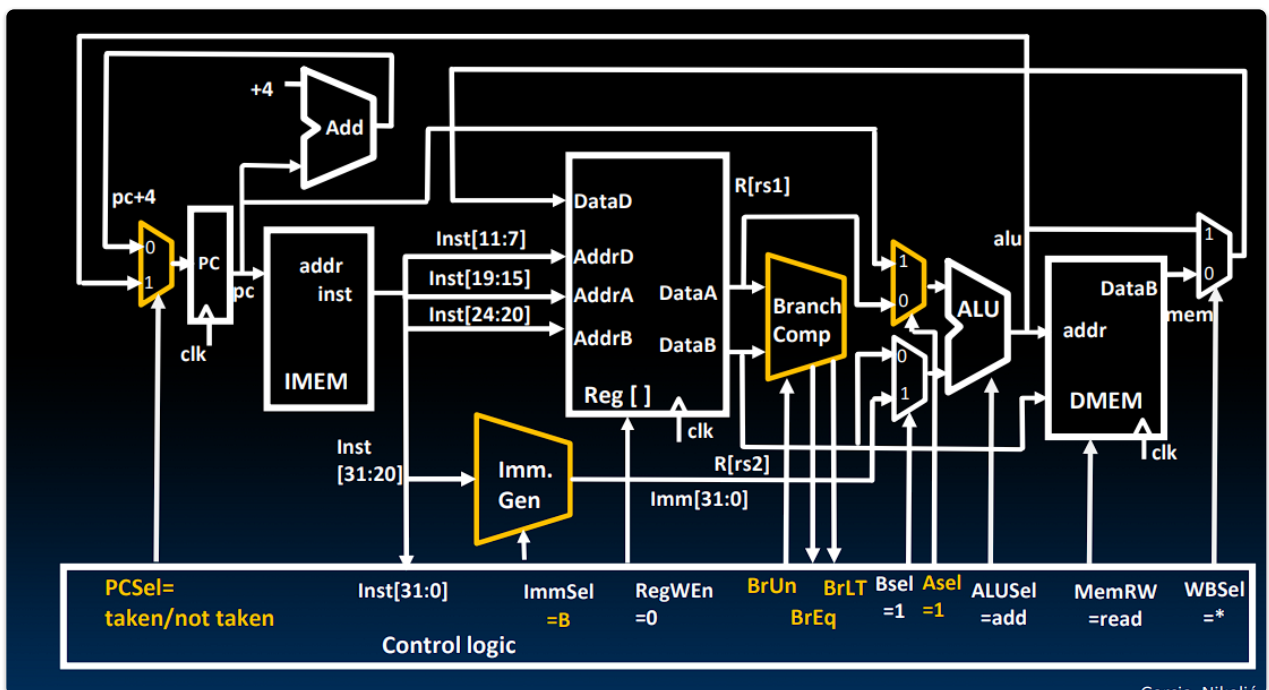 +4
Add
pc+4
R[rs1]
DataD
0
PC
addr
inst
Inst[11:7]
AddrD
alu
1
0
1
pc
Inst[19:15]
AddrA
DataA
1
0
ALU
DataB
mem
Inst[24:20]
AddrB
DataB
Branch
Comp
addr
clk
IMEM
Reg [ ]
clk
0
1
DMEM
clk
Inst
[31:20]
Imm.
Gen
R[rs2]
Imm[31:0]
PCSel=
taken/not taken
Inst[31:0]
ImmSel
=B
RegWEn
=0
BrUn
BrEq
BrLT
Bsel
=1
Asel
=1
ALUSel
=add
MemRW
=read
WBSel
=*
Control logic